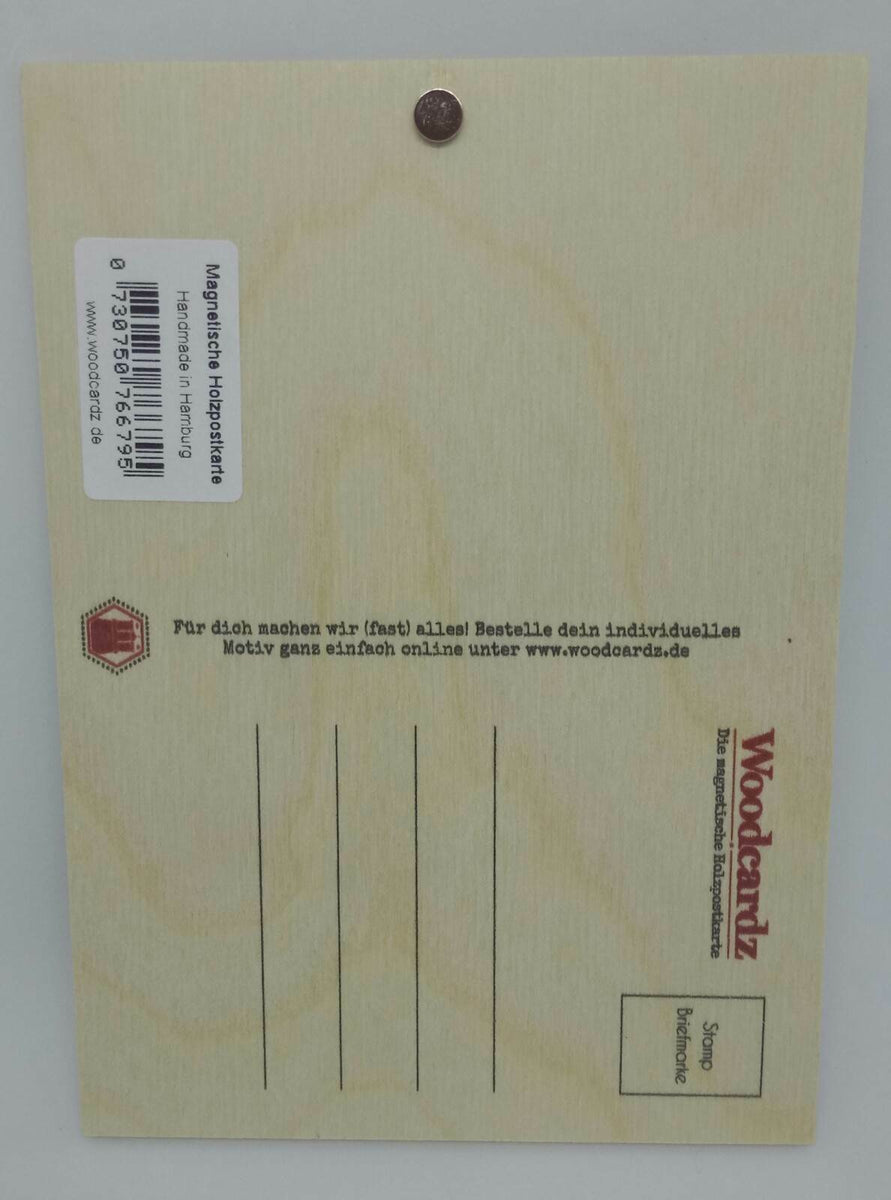 Magnetische Holzpostkarte
Handmade in Hamburg
0 730750 766795
www.woodcardz.de
Für dich machen wir (fast) alles! Bestelle dein individuelles
Motiv ganz einfach online unter www.woodcardz.de
Woodcardz
Die magnetische Holzpostkarte
Stamp
Briefmarke